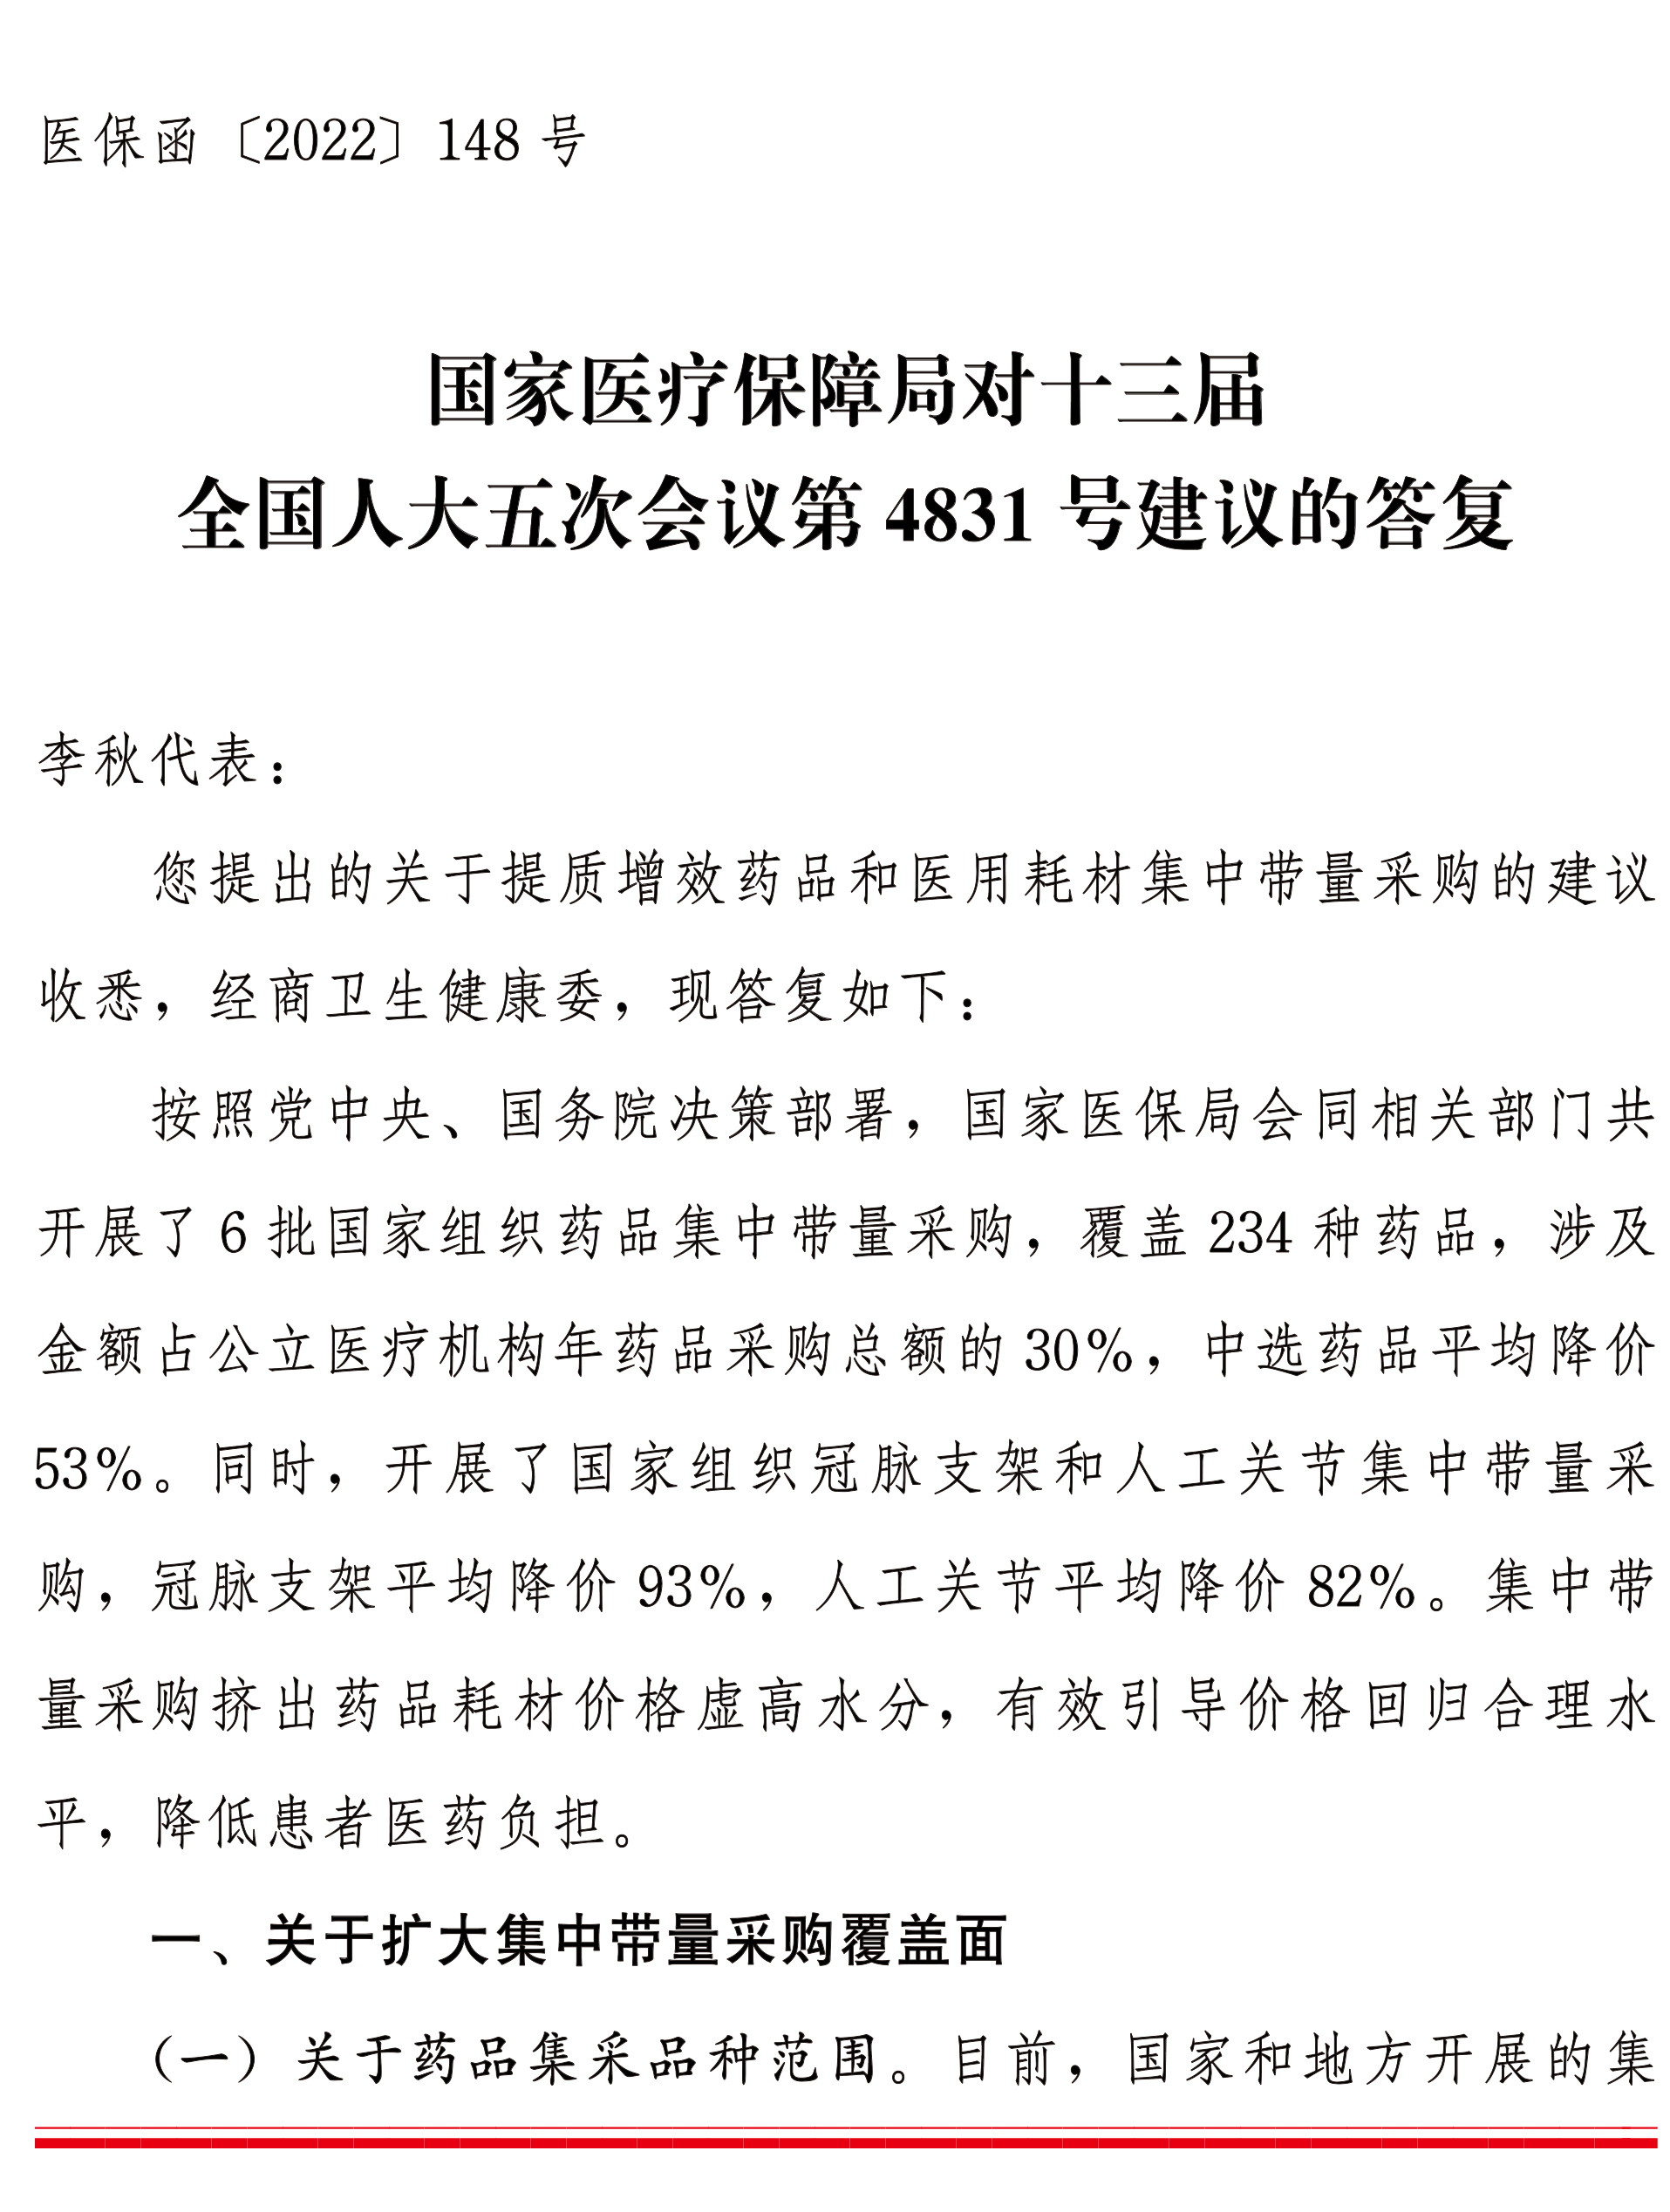 医保函〔2022〕148 号
国家医疗保障局对十三届
全国人大五次会议第 4831 号建议的答复
李秋代表：
您提出的关于提质增效药品和医用耗材集中带量采购的建议
收悉，经商卫生健康委，现答复如下：
按照党中央、国务院决策部署，国家医保局会同相关部门共
开展了 6 批国家组织药品集中带量采购，覆盖 234 种药品，涉及
金额占公立医疗机构年药品采购总额的 30%，中选药品平均降价
53%。同时，开展了国家组织冠脉支架和人工关节集中带量采
购，冠脉支架平均降价 93%，人工关节平均降价 82%。集中带
量采购挤出药品耗材价格虚高水分，有效引导价格回归合理水
平，降低患者医药负担。
一、关于扩大集中带量采购覆盖面
（一）关于药品集采品种范围。目前，国家和地方开展的集